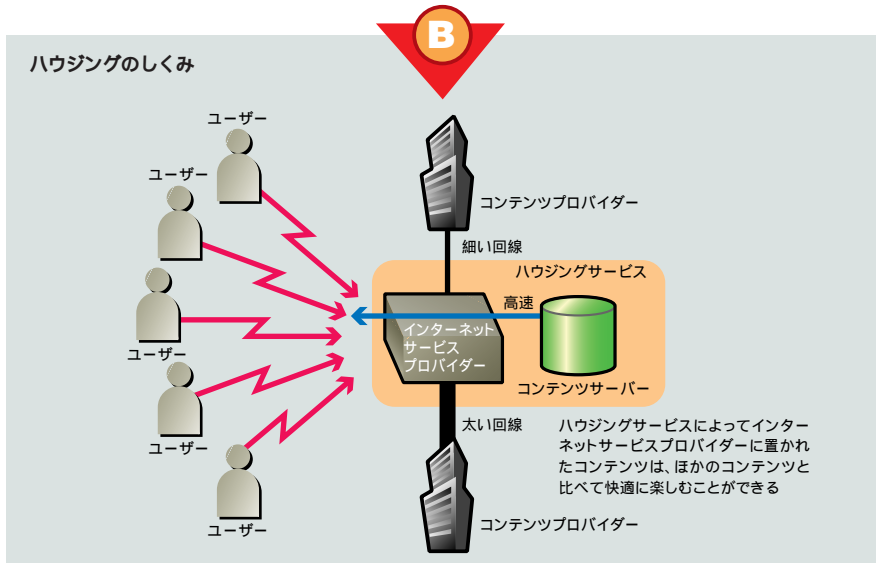 B
ハウジングのしくみ
ユーザー
ユーザー
ユーザー
ユーザー
ユーザー
コンテンツプロバイダー
細い回線
ハウジングサービス
高速
インターネット
サービス
プロバイダー
コンテンツサーバー
太い回線
コンテンツプロバイダー
ハウジングサービスによってインター
ネットサービスプロバイダーに置かれ
たコンテンツは、ほかのコンテンツと
比べて快適に楽しむことができる